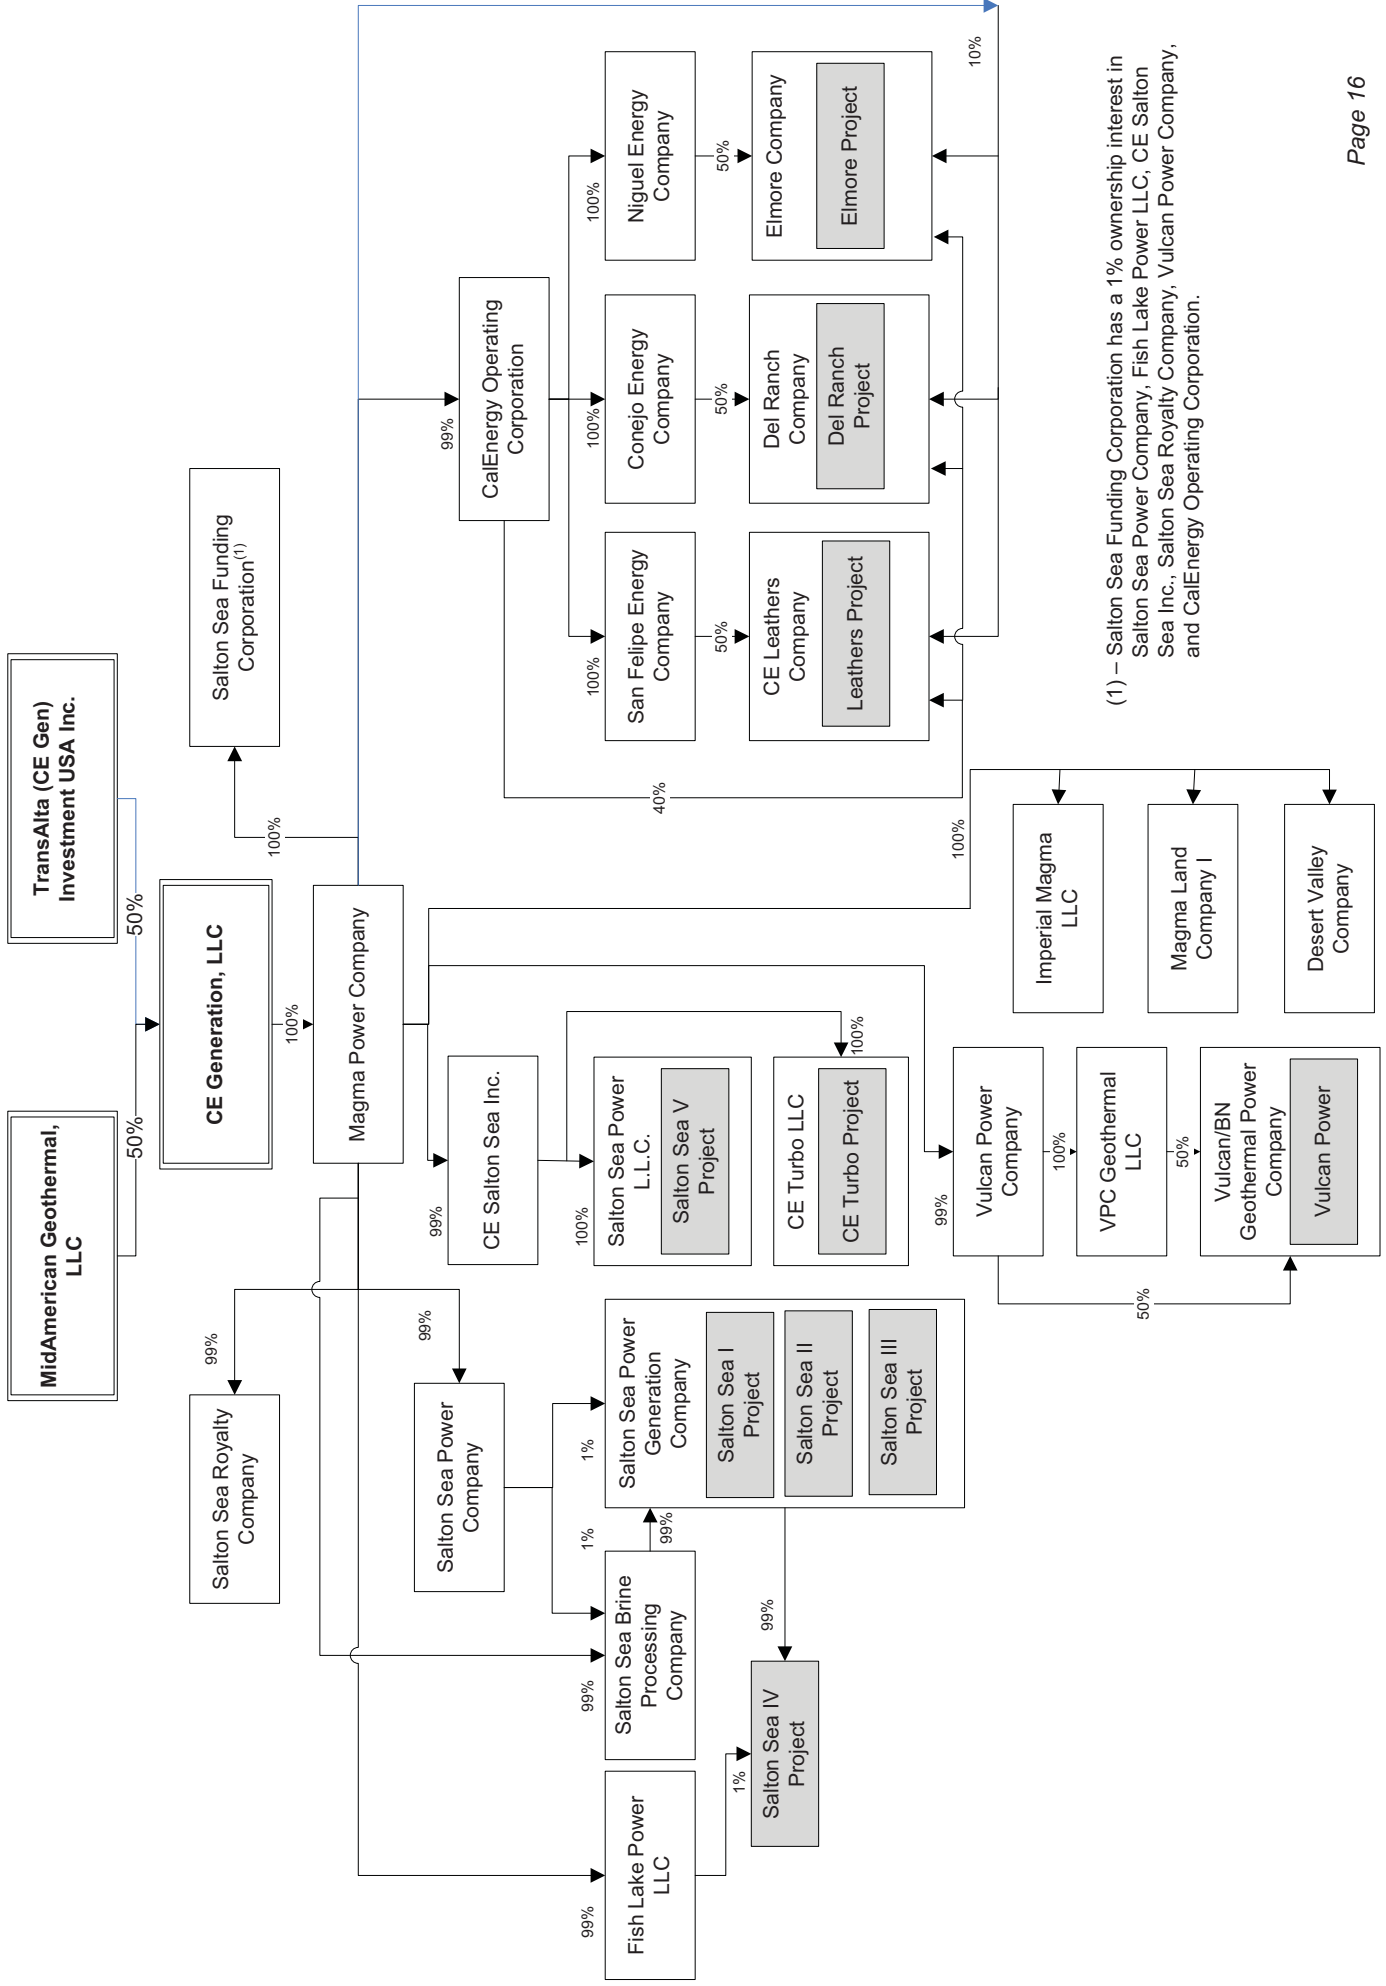 MidAmerican Geothermal,
LLC
TransAlta (CE Gen)
Investment USA Inc.
50%
50%
CE Generation, LLC
100%
Salton Sea Funding
Corporation(1)
100%
Magma Power Company
Salton Sea Royalty
Company
99%
99%
Salton Sea Power
Company
99%
CE Salton Sea Inc.
99%
CalEnergy Operating
Corporation
99%
Fish Lake Power
LLC
99%
Salton Sea Brine
Processing
Company
1%
99%
1%
Salton Sea Power
Generation
Company
Salton Sea I
Project
Salton Sea II
Project
Salton Sea III
Project
1%
Salton Sea IV
Project
99%
100%
Salton Sea Power
L.L.C.
Salton Sea V
Project
100%
CE Turbo LLC
CE Turbo Project
99%
Vulcan Power
Company
100%
VPC Geothermal
LLC
50%
50%
Vulcan/BN
Geothermal Power
Company
Vulcan Power
100%
Imperial Magma
LLC
Magma Land
Company I
Desert Valley
Company
40%
100%
San Felipe Energy
Company
50%
CE Leathers
Company
Leathers Project
100%
Conejo Energy
Company
50%
Del Ranch
Company
Del Ranch
Project
100%
Niguel Energy
Company
50%
Elmore Company
Elmore Project
10%
(1) – Salton Sea Funding Corporation has a 1% ownership interest in
Salton Sea Power Company, Fish Lake Power LLC, CE Salton
Sea Inc., Salton Sea Royalty Company, Vulcan Power Company,
and CalEnergy Operating Corporation.
Page 16